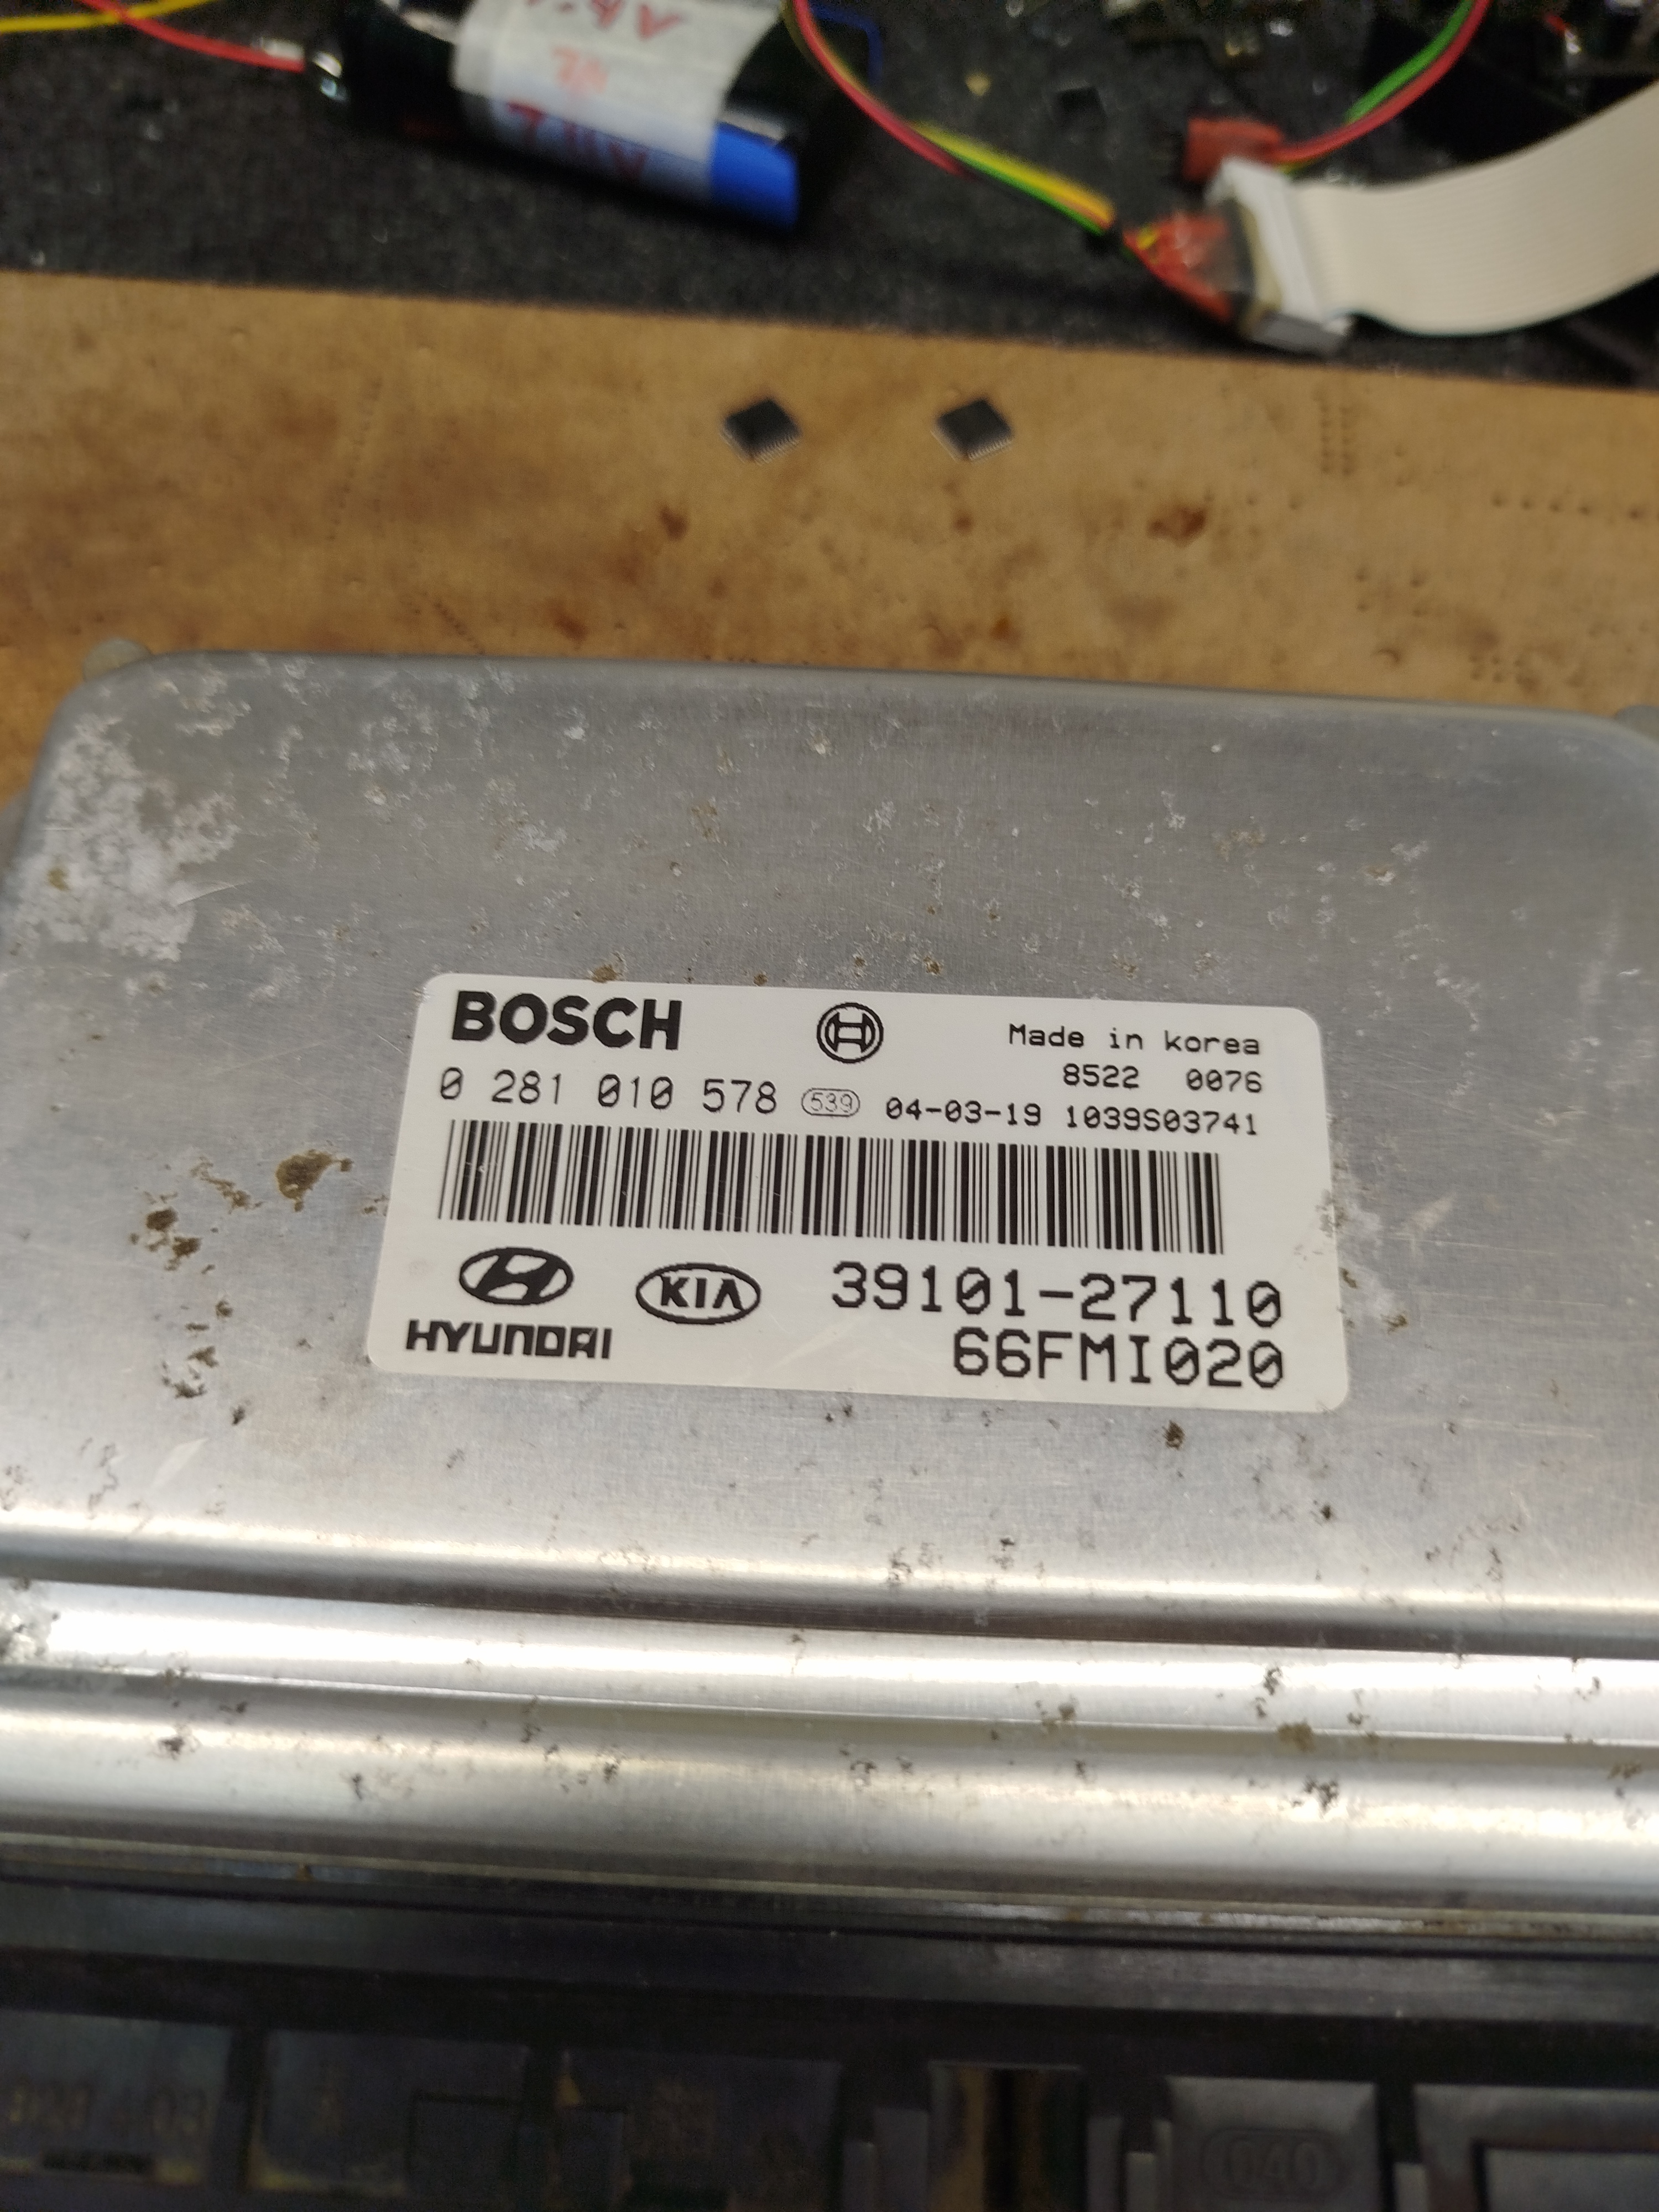 BOSCH
Made in korea
8522 0076
0 281 010 578 539 04-03-19 1039S03741
HYUNDAI
KIA
39101-27110
66FMI020
040